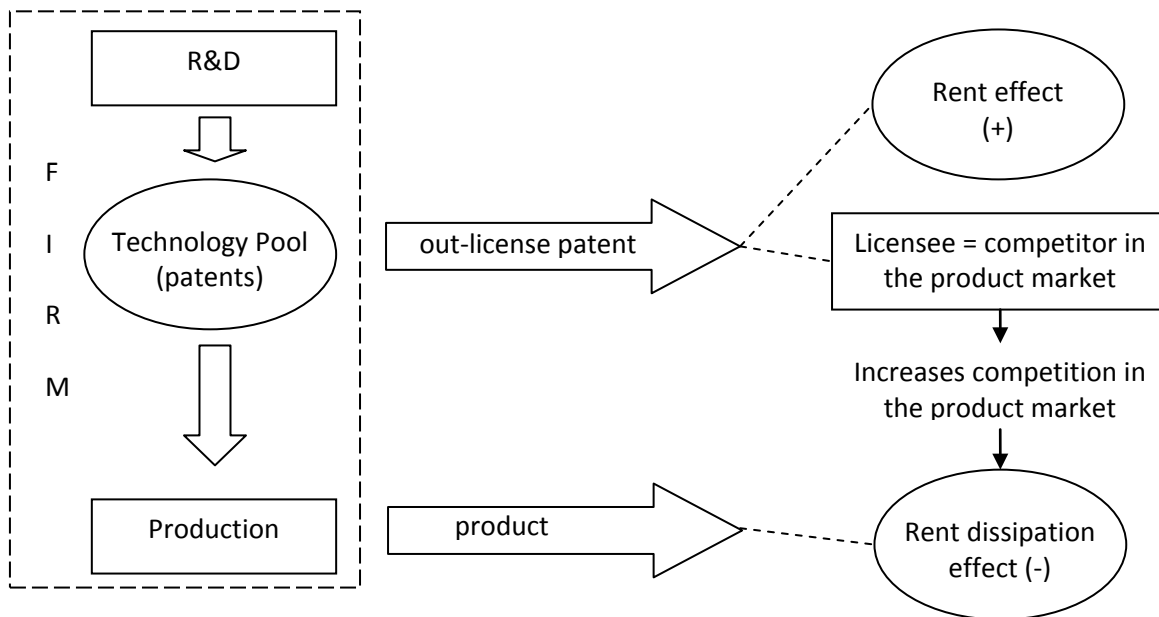 R&D
F
I
R
M
Technology Pool
(patents)
Production
out-license patent
product
Rent effect
(+)
Licensee = competitor in
the product market
Increases competition in
the product market
Rent dissipation
effect (-)